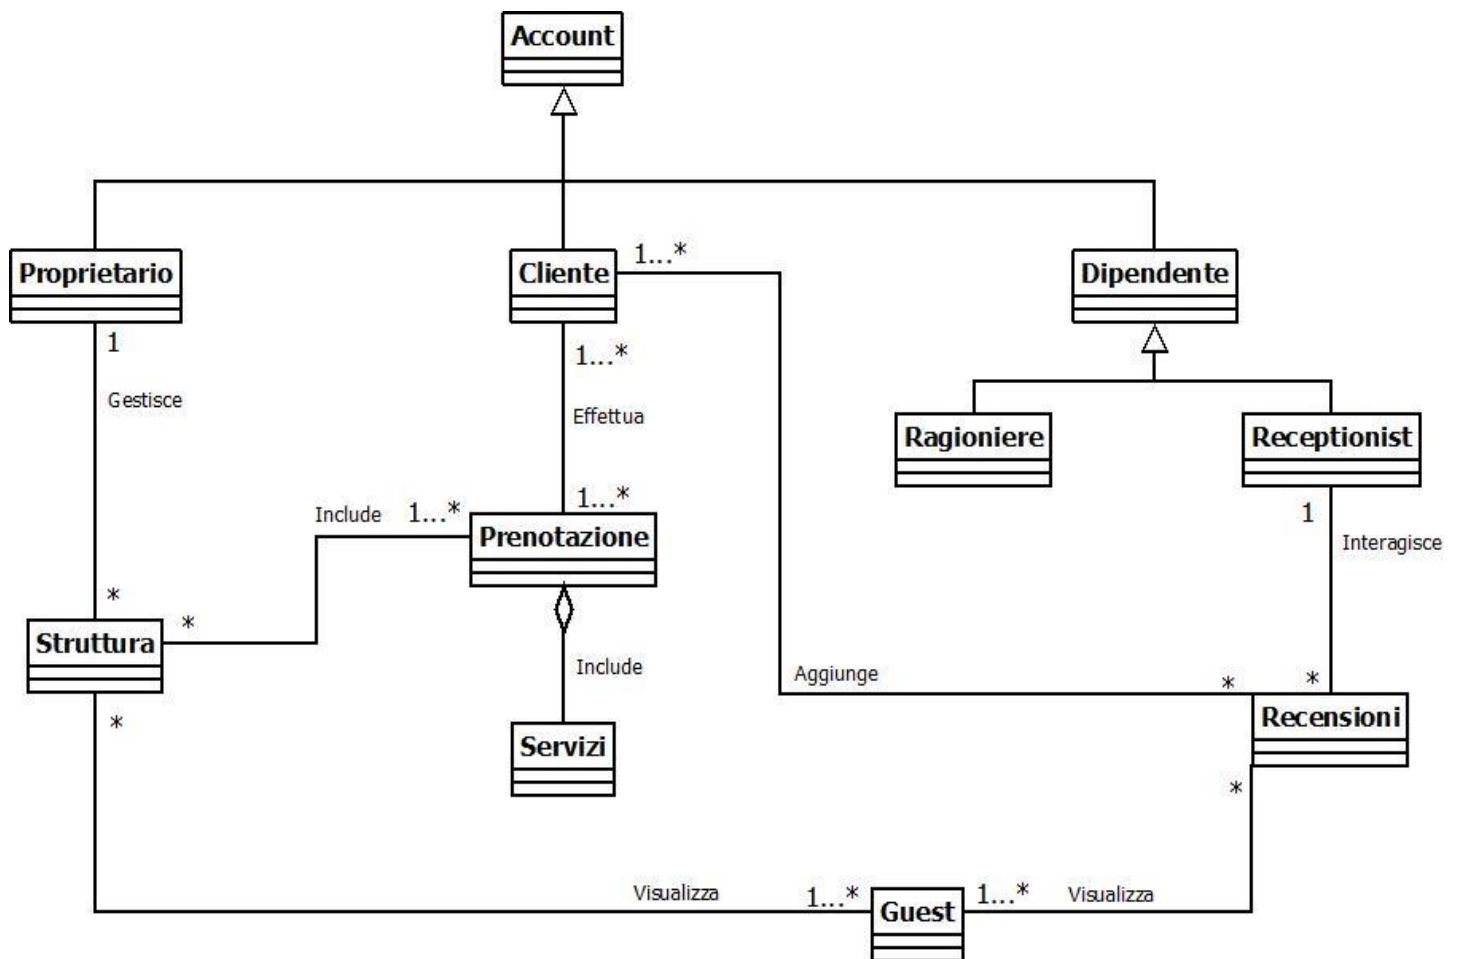 Account
Proprietario
Cliente
1...*
Dipendente
1
1...*
Gestisce
Effettua
Ragioniere
Receptionist
Include
1...*
1...*
1
Prenotazione
Interagisce
*
*
Struttura
Include
Aggiunge
*
*
*
Recensioni
Servizi
*
Visualizza
1...*
Guest
1...*
Visualizza